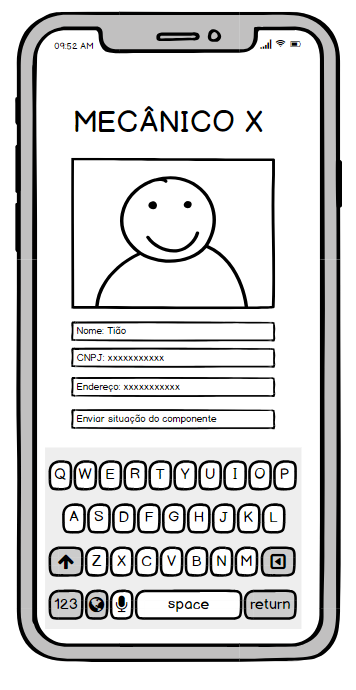 09:52 AM
MECÂNICO X
Nome: Tião
CNPJ: xxxxxxxxxxx
Endereço: xxxxxxxxxxx
Enviar situação do componente
Q W E R T Y U I O P
A S D F G H J K L
Z X C V B N M
123 space return